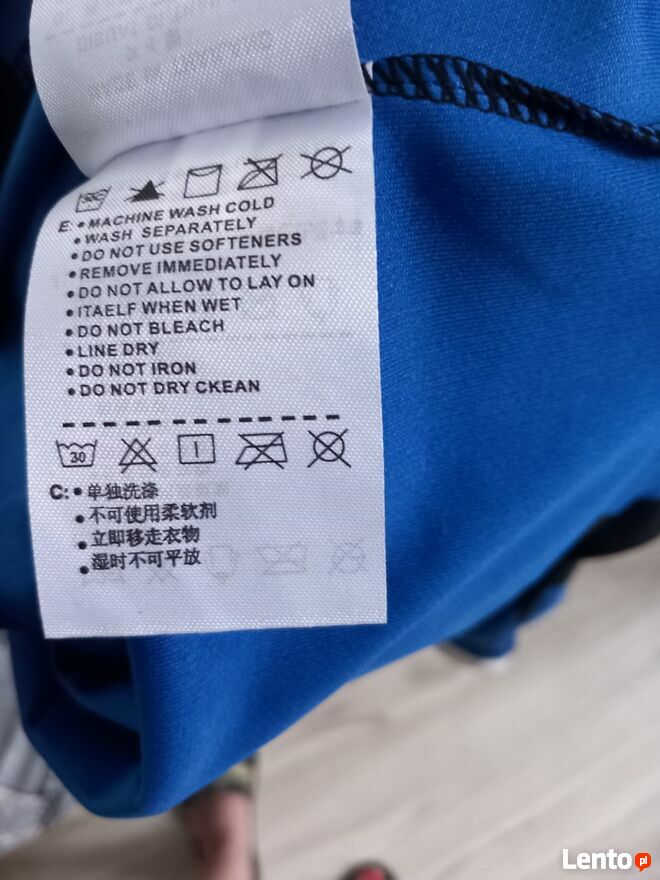 E: • MACHINE WASH COLD
• WASH SEPARATELY
• DO NOT USE SOFTENERS
• REMOVE IMMEDIATELY
• DO NOT ALLOW TO LAY ON
• ITAELF WHEN WET
• DO NOT BLEACH
• LINE DRY
• DO NOT IRON
• DO NOT DRY CKEAN
30
C: • 单独洗涤
• 不可使用柔软剂
• 立即移走衣物
• 湿时不可平放
Lento pl